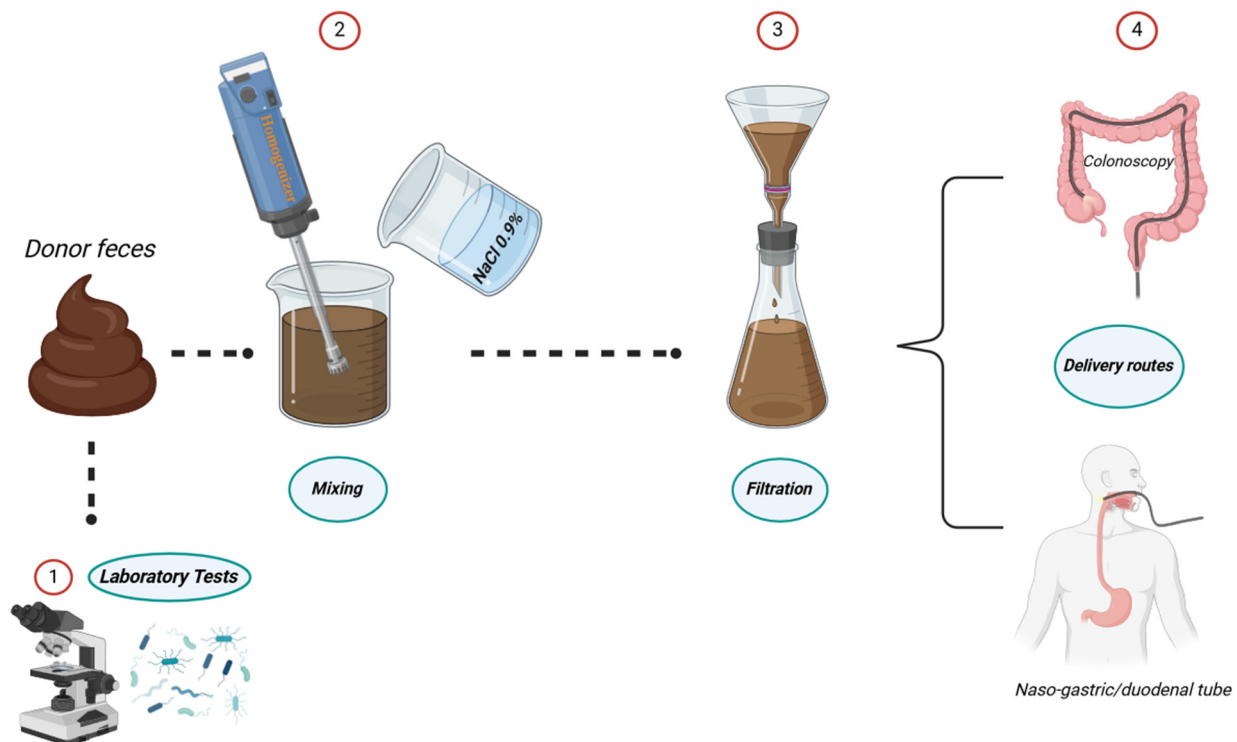 2
3
4
Homogenizer
NaCl 0.9%
Colonoscopy
Donor feces
Delivery routes
Mixing
Filtration
1
Laboratory Tests
Naso-gastric/duodenal tube